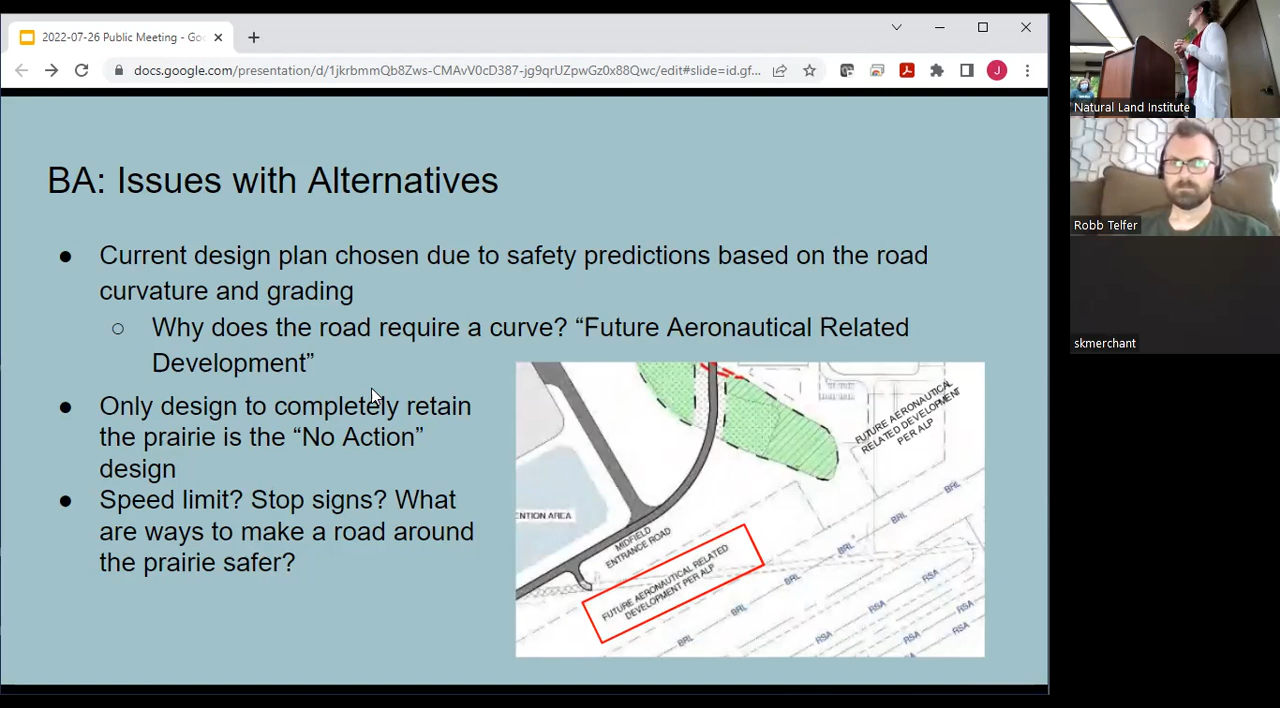 2022-07-26 Public Meeting - Goo
docs.google.com/presentation/d/1jkrbmmQBdZws-CMAvV0cD387-jg9qrUZpwGz0x88Qwc/edit#slide=id.gf...
J
BA: Issues with Alternatives
● Current design plan chosen due to safety predictions based on the road
curvature and grading
○ Why does the road require a curve? “Future Aeronautical Related
Development”
● Only design to completely retain
the prairie is the “No Action”
design
● Speed limit? Stop signs? What
are ways to make a road around
the prairie safer?
FUTURE AERONAUTICAL
RELATED DEVELOPMENT
PER ALP
NTION AREA
MIDFIELD
ENTRANCE ROAD
FUTURE AERONAUTICAL RELATED
DEVELOPMENT PER ALP
BRL
BRL
BRL
BRL
BRL
BRL
RSA
RSA
RSA
RSA
RSA
Natural Land Institute
Robb Telfer
skmerchant